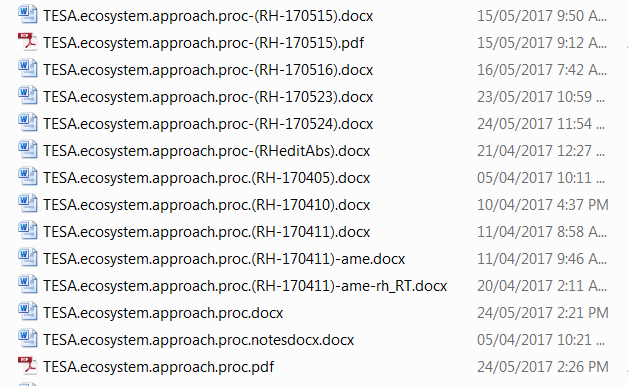 TESA.ecosystem.approach.proc-(RH-170515).docx 15/05/2017 9:50 A...
TESA.ecosystem.approach.proc-(RH-170515).pdf 15/05/2017 9:12 A...
TESA.ecosystem.approach.proc-(RH-170516).docx 16/05/2017 7:42 A...
TESA.ecosystem.approach.proc-(RH-170523).docx 23/05/2017 10:59 ...
TESA.ecosystem.approach.proc-(RH-170524).docx 24/05/2017 11:54 ...
TESA.ecosystem.approach.proc-(RHeditAbs).docx 21/04/2017 12:27 ...
TESA.ecosystem.approach.proc.(RH-170405).docx 05/04/2017 10:11 ...
TESA.ecosystem.approach.proc.(RH-170410).docx 10/04/2017 4:37 PM
TESA.ecosystem.approach.proc.(RH-170411).docx 11/04/2017 8:58 A...
TESA.ecosystem.approach.proc.(RH-170411)-ame.docx 11/04/2017 9:46 A...
TESA.ecosystem.approach.proc.(RH-170411)-ame-rh_RT.docx 20/04/2017 2:11 A...
TESA.ecosystem.approach.proc.docx 24/05/2017 2:21 PM
TESA.ecosystem.approach.proc.notesdocx.docx 05/04/2017 10:21 ...
TESA.ecosystem.approach.proc.pdf 24/05/2017 2:26 PM